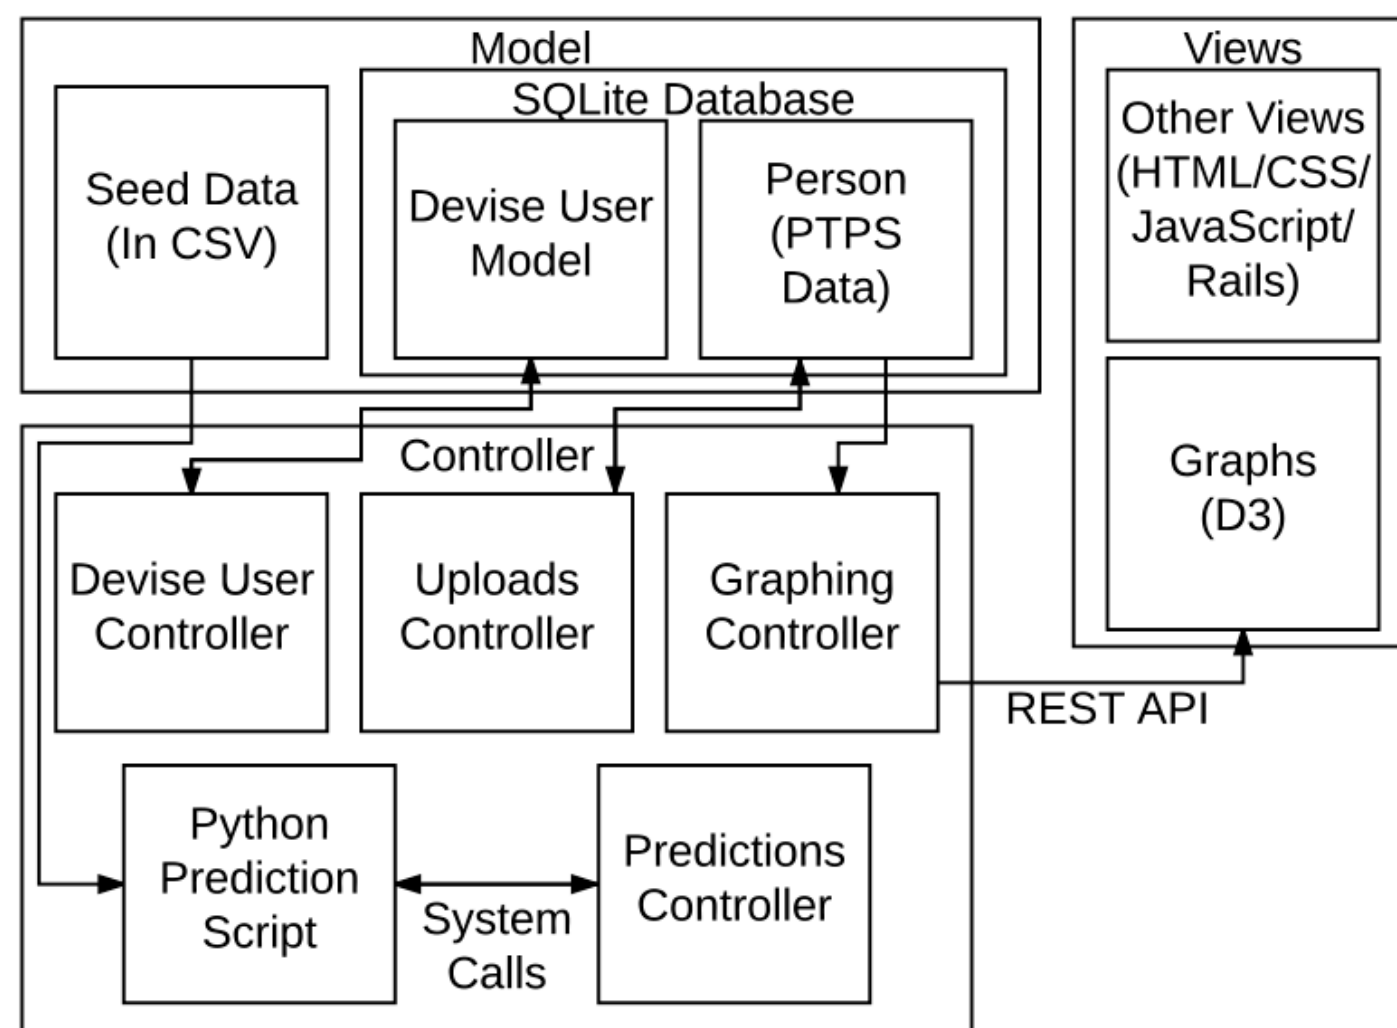 Model
SQLite Database
Seed Data
(In CSV)
Devise User
Model
Person
(PTPS
Data)
Views
Other Views
(HTML/CSS/
JavaScript/
Rails)
Graphs
(D3)
Controller
Devise User
Controller
Uploads
Controller
Graphing
Controller
REST API
Python
Prediction
Script
System
Calls
Predictions
Controller